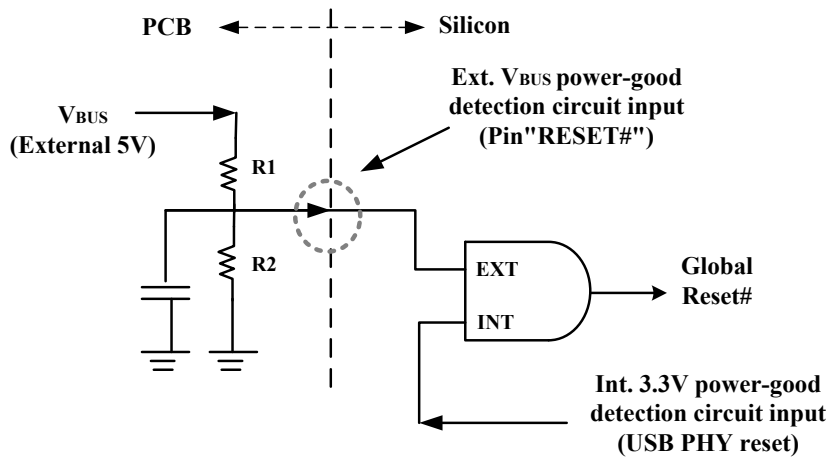 PCB
Silicon
Ext. VBUS power-good
detection circuit input
(Pin"RESET#")
VBUS
(External 5V)
R1
R2
EXT
INT
Global
Reset#
Int. 3.3V power-good
detection circuit input
(USB PHY reset)